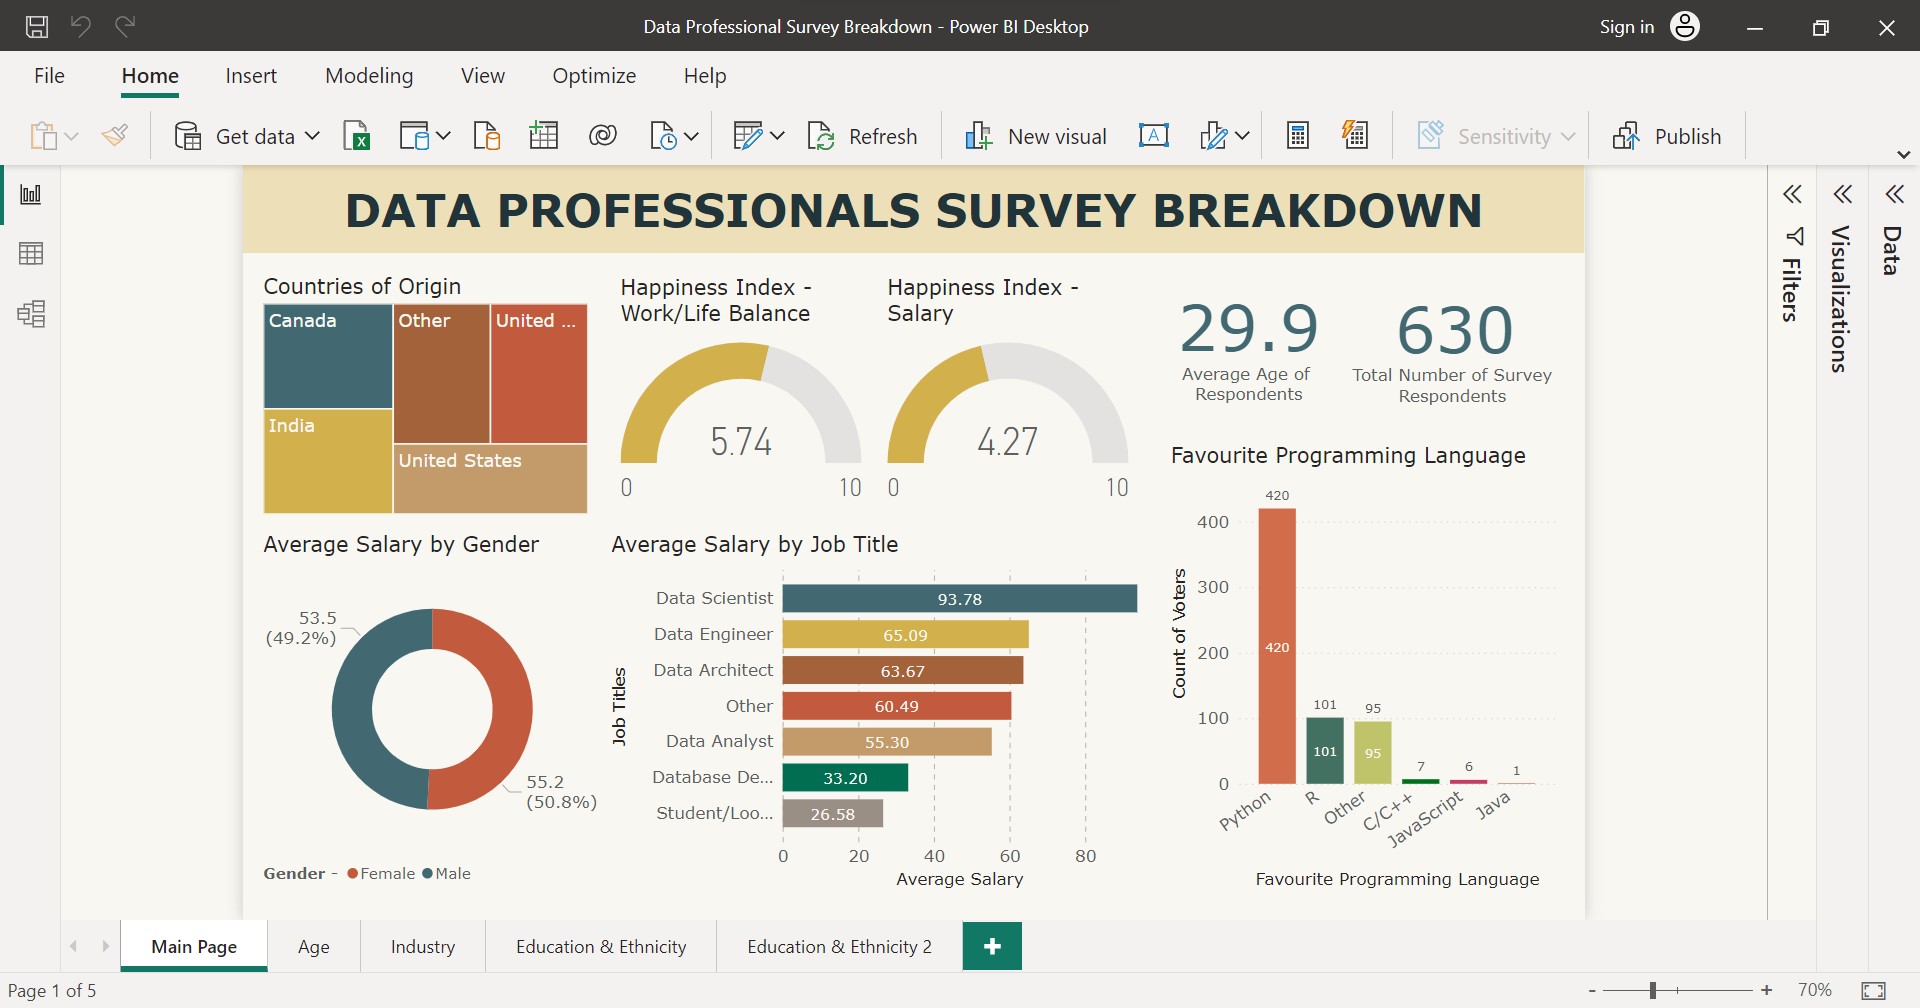 Data Professional Survey Breakdown - Power BI Desktop
Sign in
File
Home
Insert
Modeling
View
Optimize
Help
Get data
Refresh
New visual
A
Sensitivity
Publish
DATA PROFESSIONALS SURVEY BREAKDOWN
Filters
Visualizations
Data
Countries of Origin
Canada
Other
United ...
India
United States
Happiness Index -
Work/Life Balance
5.74
0
10
Happiness Index -
Salary
4.27
0
10
29.9
Average Age of
Respondents
630
Total Number of Survey
Respondents
Average Salary by Gender
53.5
(49.2%)
55.2
(50.8%)
Gender - Female Male
Average Salary by Job Title
Job Titles
Data Scientist 93.78
Data Engineer 65.09
Data Architect 63.67
Other 60.49
Data Analyst 55.30
Database De... 33.20
Student/Loo... 26.58
0 20 40 60 80
Average Salary
Favourite Programming Language
Count of Voters
400
300
200
100
0
420
420
101
101
95
95
7
6
1
Python
R
Other
C/C++
JavaScript
Java
Favourite Programming Language
Main Page
Age
Industry
Education & Ethnicity
Education & Ethnicity 2
+
Page 1 of 5
- + 70%